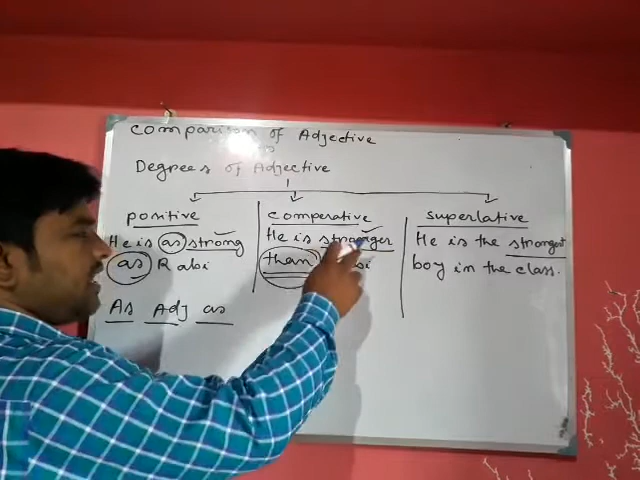 comparison of Adjective
Degrees of Adjective
positive
He is as strong
as Rabi
As Adj as
comperative
He is stronger
than
superlative
He is the strongest
boy in the class.